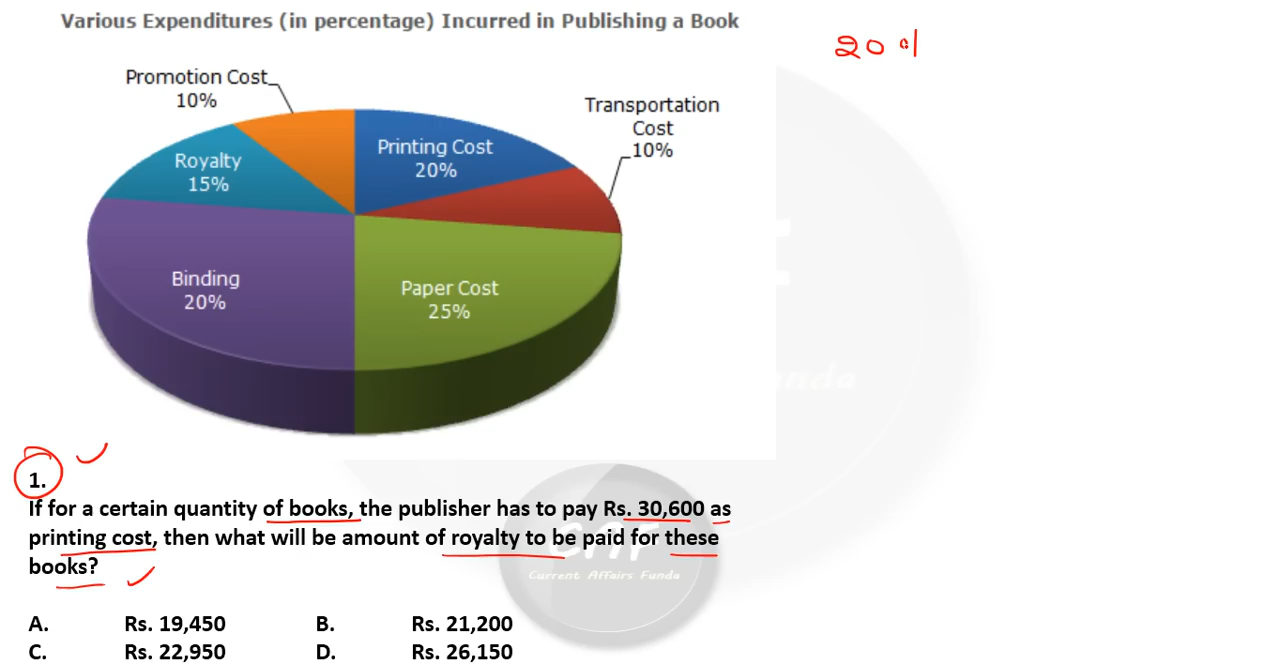 Various Expenditures (in percentage) Incurred in Publishing a Book
20 %
Promotion Cost
10%
Transportation
Cost
10%
Printing Cost
20%
Royalty
15%
Binding
20%
Paper Cost
25%
1.
If for a certain quantity of books, the publisher has to pay Rs. 30,600 as
printing cost, then what will be amount of royalty to be paid for these
books?
Current Affairs Funda
A. Rs. 19,450 B. Rs. 21,200
C. Rs. 22,950 D. Rs. 26,150